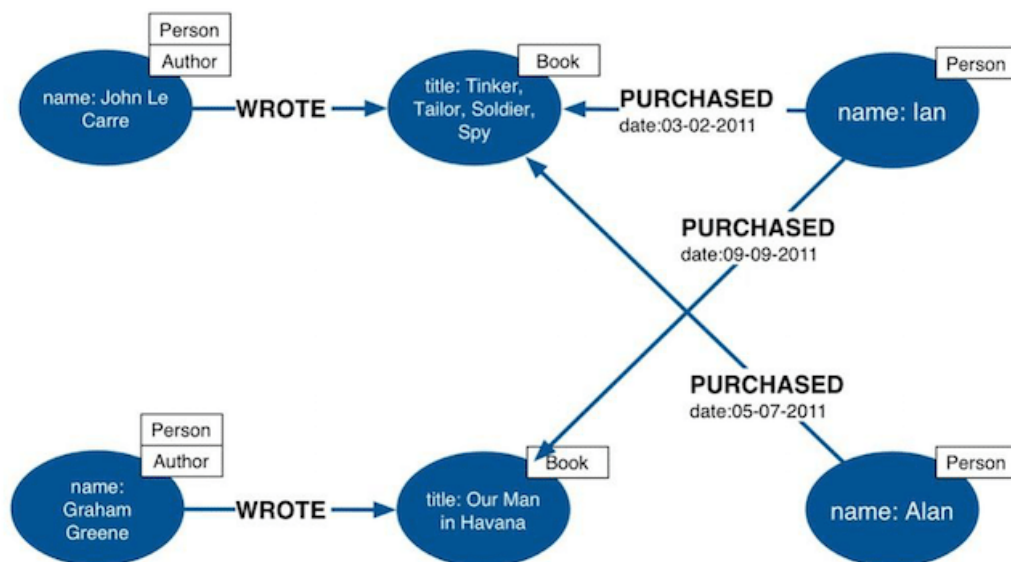 Person
Author
name: John Le
Carre
WROTE
Book
title: Tinker,
Tailor, Soldier,
Spy
PURCHASED
date:03-02-2011
Person
name: Ian
PURCHASED
date:09-09-2011
PURCHASED
date:05-07-2011
Person
Author
name:
Graham
Greene
WROTE
Book
title: Our Man
in Havana
Person
name: Alan